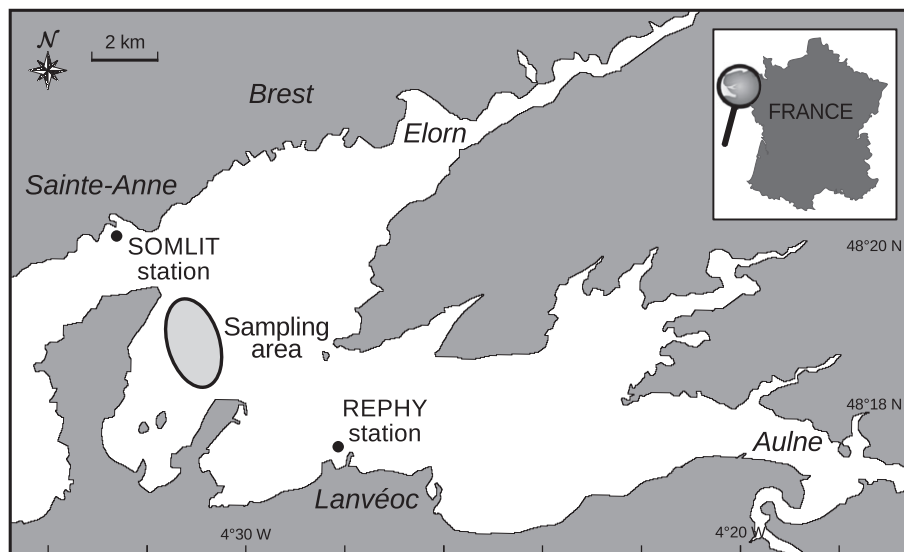 N
2 km
Brest
Elorn
FRANCE
Sainte-Anne
SOMLIT
station
48°20 N
Sampling
area
REPHY
station
48°18 N
Aulne
Lanvéoc
4°30 W
4°20 W